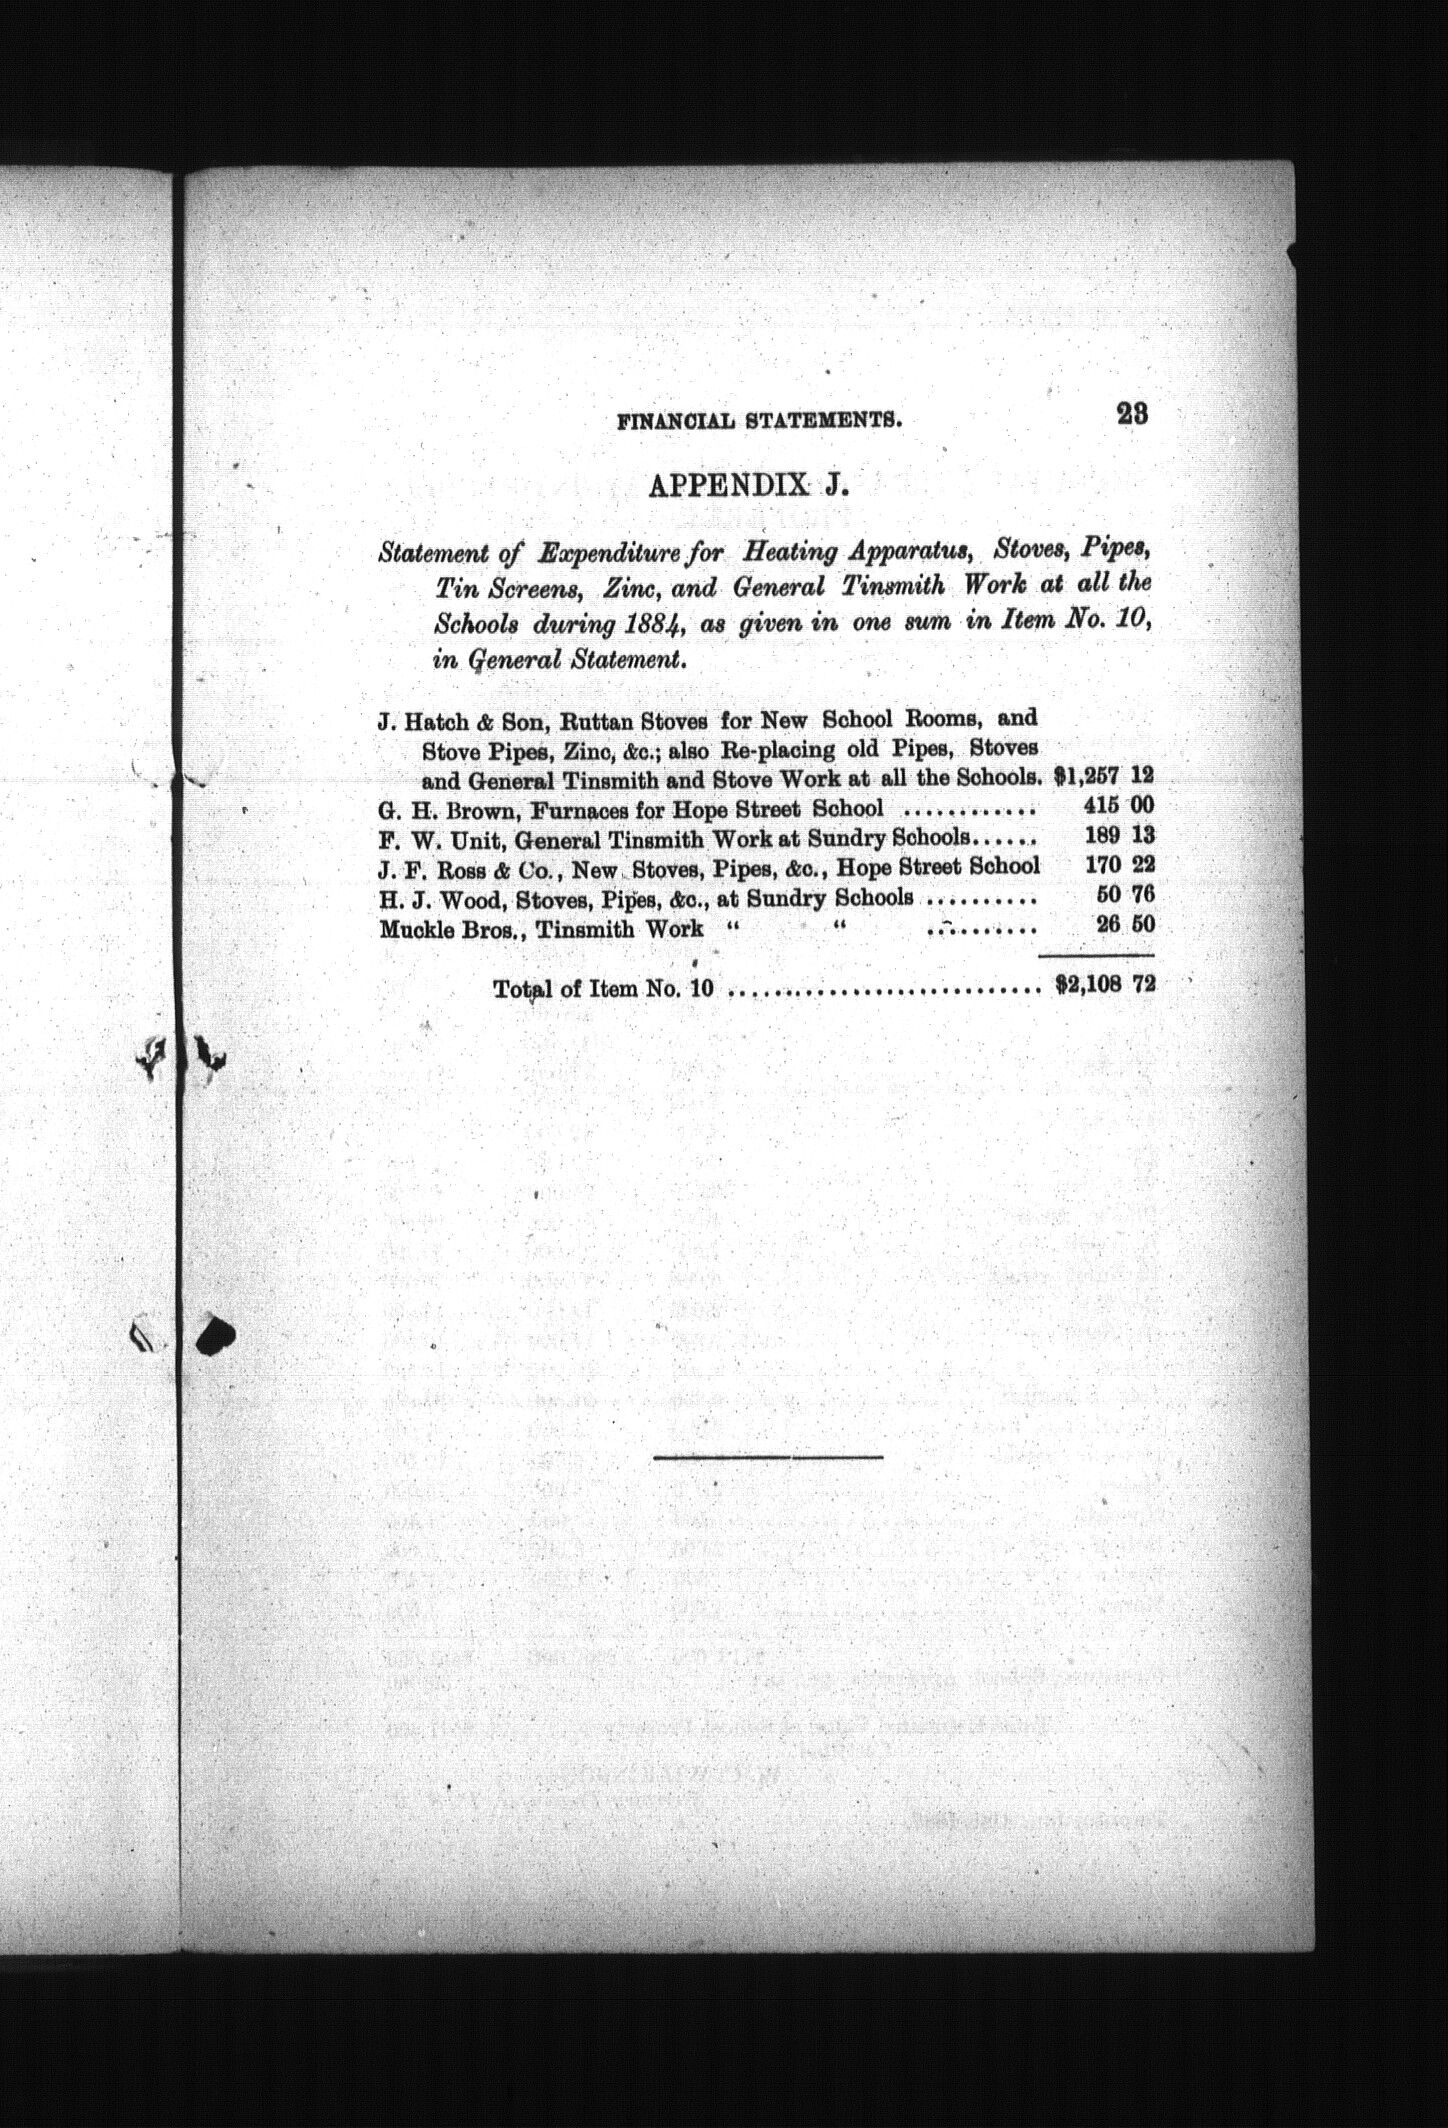 FINANCIAL STATEMENTS. 23
APPENDIX J.
Statement of Expenditure for Heating Apparatus, Stoves, Pipes,
Tin Screens, Zinc, and General Tinsmith Work at all the
Schools during 1884, as given in one sum in Item No. 10,
in General Statement.
J. Hatch & Son, Ruttan Stoves for New School Rooms, and
Stove Pipes, Zinc, &c.; also Re-placing old Pipes, Stoves
and General Tinsmith and Stove Work at all the Schools. $1,257 12
G. H. Brown, Furnaces for Hope Street School ............ 415 00
F. W. Unit, General Tinsmith Work at Sundry Schools...... 189 13
J. F. Ross & Co., New Stoves, Pipes, &c., Hope Street School 170 22
H. J. Wood, Stoves, Pipes, &c., at Sundry Schools .......... 50 76
Muckle Bros., Tinsmith Work “ “ .......... 26 50
Total of Item No. 10 ............................ $2,108 72